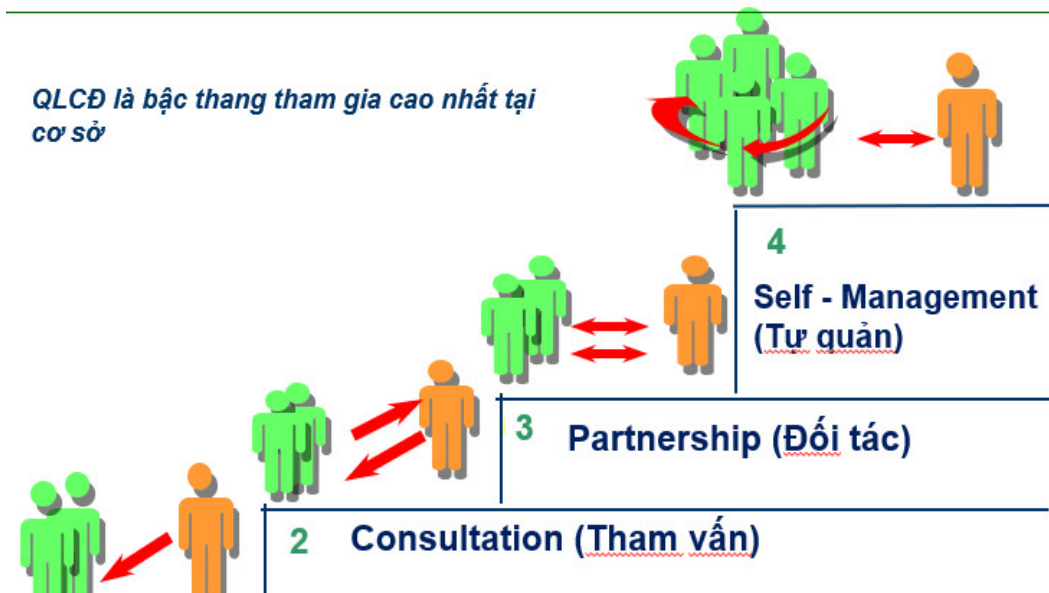 QLCĐ là bậc thang tham gia cao nhất tại
cơ sở
4
Self - Management
(Tự quản)
3
Partnership (Đối tác)
2
Consultation (Tham vấn)